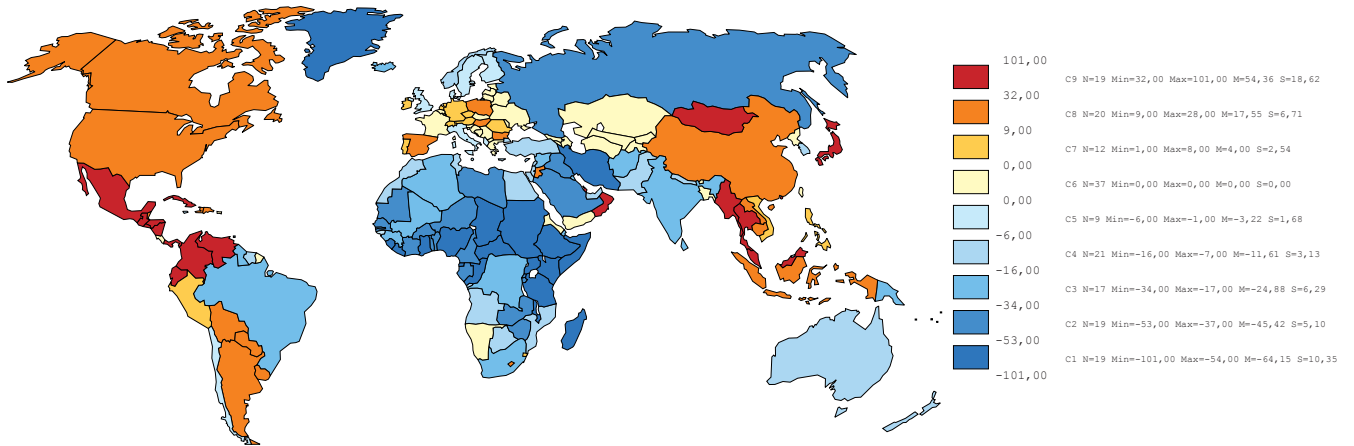 101,00
C9 N=19 Min=32,00 Max=101,00 M=54,36 S=18,62
32,00
C8 N=20 Min=9,00 Max=28,00 M=17,55 S=6,71
9,00
C7 N=12 Min=1,00 Max=8,00 M=4,00 S=2,54
0,00
C6 N=37 Min=0,00 Max=0,00 M=0,00 S=0,00
0,00
C5 N=9 Min=-6,00 Max=-1,00 M=-3,22 S=1,68
-6,00
C4 N=21 Min=-16,00 Max=-7,00 M=-11,61 S=3,13
-16,00
C3 N=17 Min=-34,00 Max=-17,00 M=-24,88 S=6,29
-34,00
C2 N=19 Min=-53,00 Max=-37,00 M=-45,42 S=5,10
-53,00
C1 N=19 Min=-101,00 Max=-54,00 M=-64,15 S=10,35
-101,00